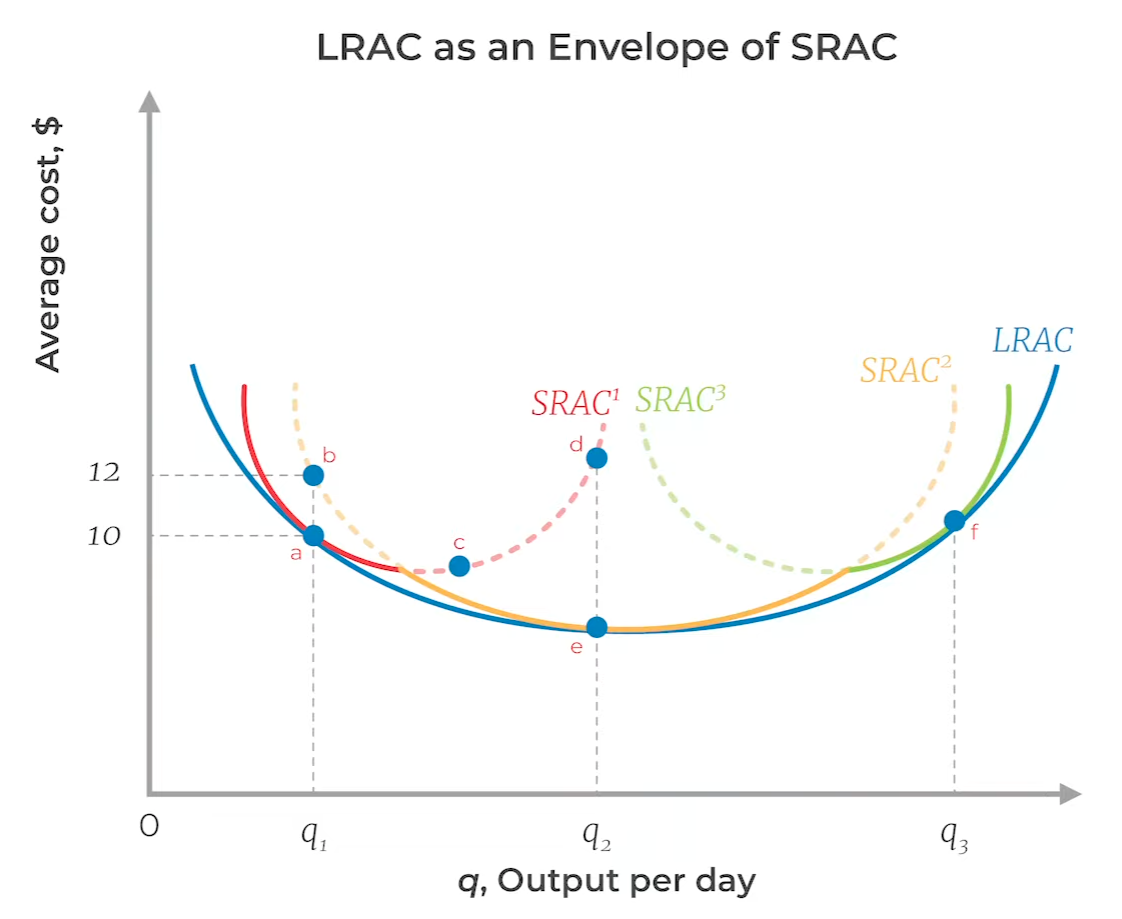 LRAC as an Envelope of SRAC
Average cost, $
LRAC
SRAC²
SRAC¹ SRAC³
d
b
12
10
a
c
f
e
0
q₁
q₂
q₃
q, Output per day